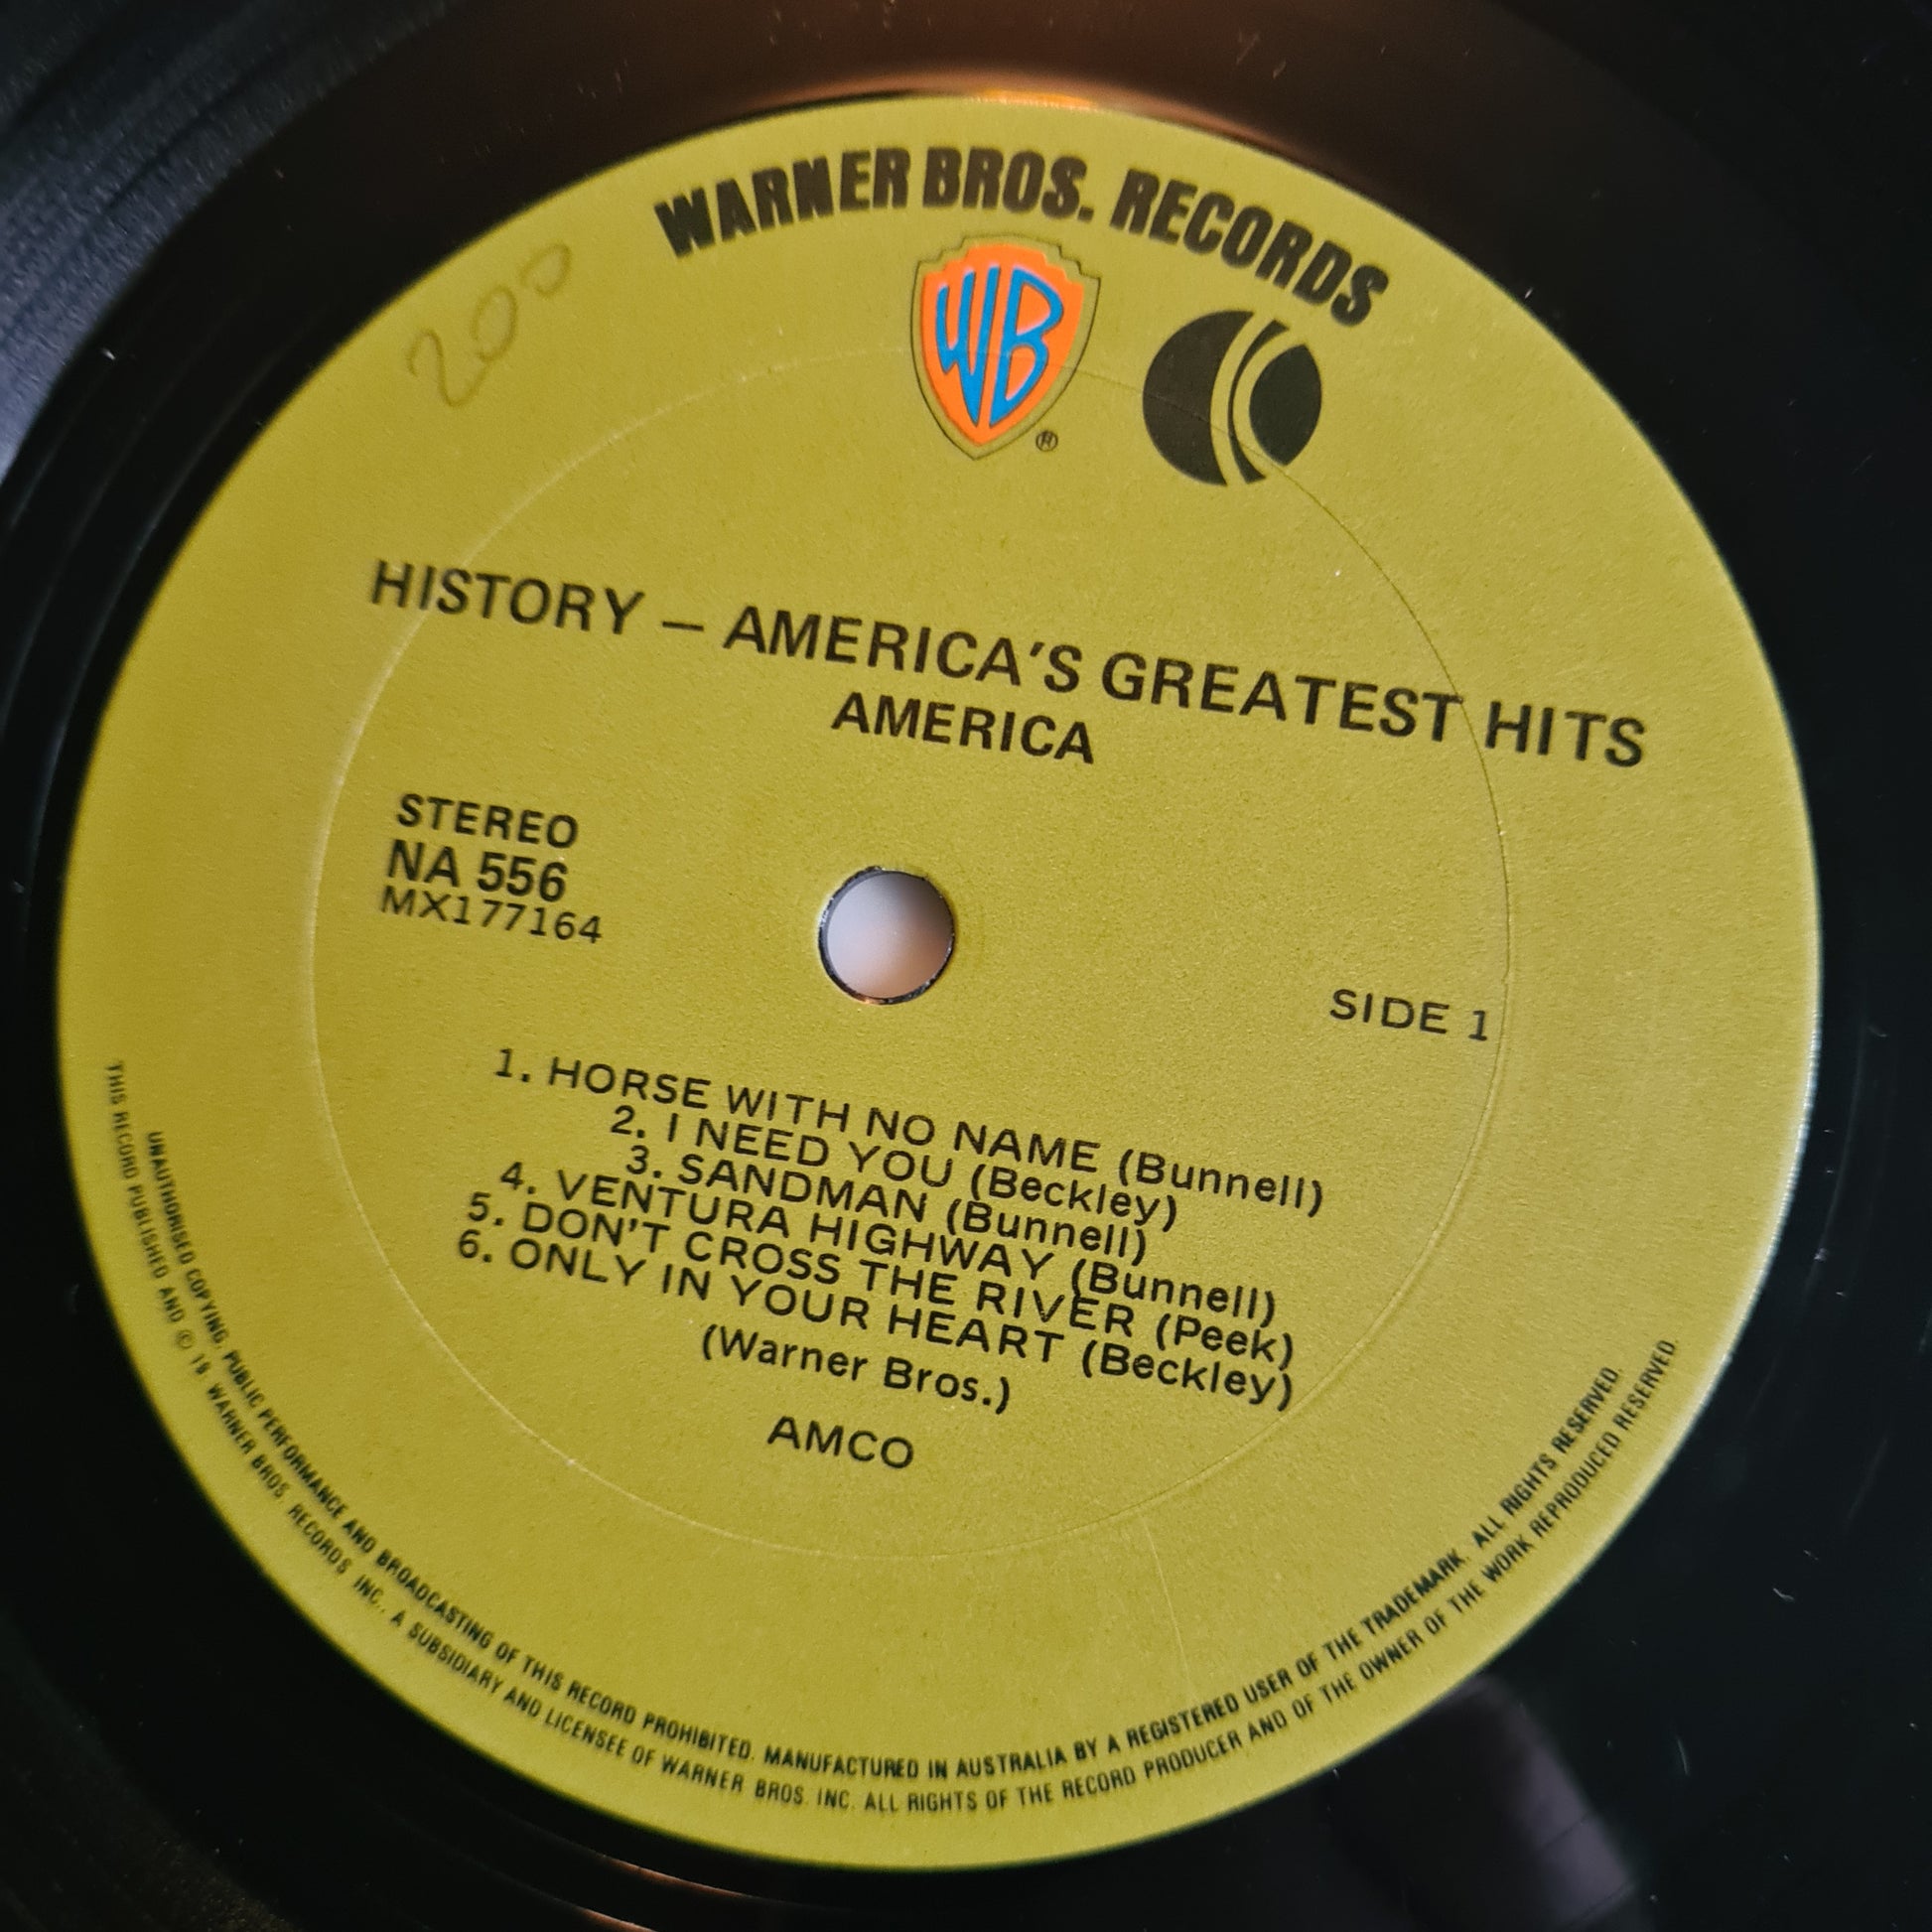 200
WARNER BROS. RECORDS
WB
®
HISTORY – AMERICA'S GREATEST HITS
AMERICA
STEREO
NA 556
MX177164
SIDE 1
1. HORSE WITH NO NAME (Bunnell)
2. I NEED YOU (Beckley)
3. SANDMAN (Bunnell)
4. VENTURA HIGHWAY (Bunnell)
5. DON'T CROSS THE RIVER (Peek)
6. ONLY IN YOUR HEART (Beckley)
(Warner Bros.)
AMCO
UNAUTHORISED COPYING, PUBLIC PERFORMANCE AND BROADCASTING OF THIS RECORD PROHIBITED. MANUFACTURED IN AUSTRALIA BY A REGISTERED USER OF THE TRADEMARK. ALL RIGHTS RESERVED.
THIS RECORD PUBLISHED AND © 19 WARNER BROS. RECORDS INC., A SUBSIDIARY AND LICENSEE OF WARNER BROS. INC. ALL RIGHTS OF THE RECORD PRODUCER AND OF THE OWNER OF THE WORK REPRODUCED RESERVED.